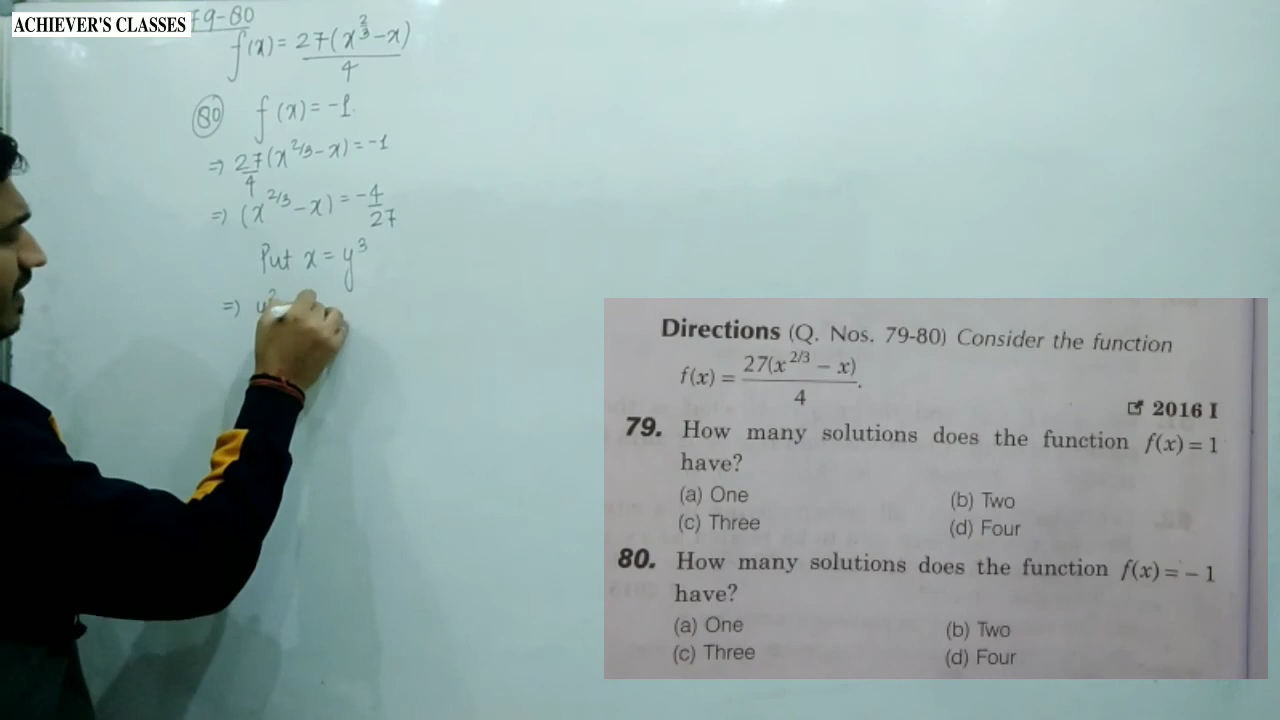 ACHIEVER'S CLASSES
79-80
f(x) = 27(x^2/3 - x)/4
80 f(x) = -1.
⇒ 27/4 (x^2/3 - x) = -1
⇒ (x^2/3 - x) = -4/27
Put x = y^3
⇒ y^2
Directions (Q. Nos. 79-80) Consider the function
f(x) = 27(x^2/3 - x)/4.
2016 I
79. How many solutions does the function f(x) = 1
have?
(a) One (b) Two
(c) Three (d) Four
80. How many solutions does the function f(x) = - 1
have?
(a) One (b) Two
(c) Three (d) Four